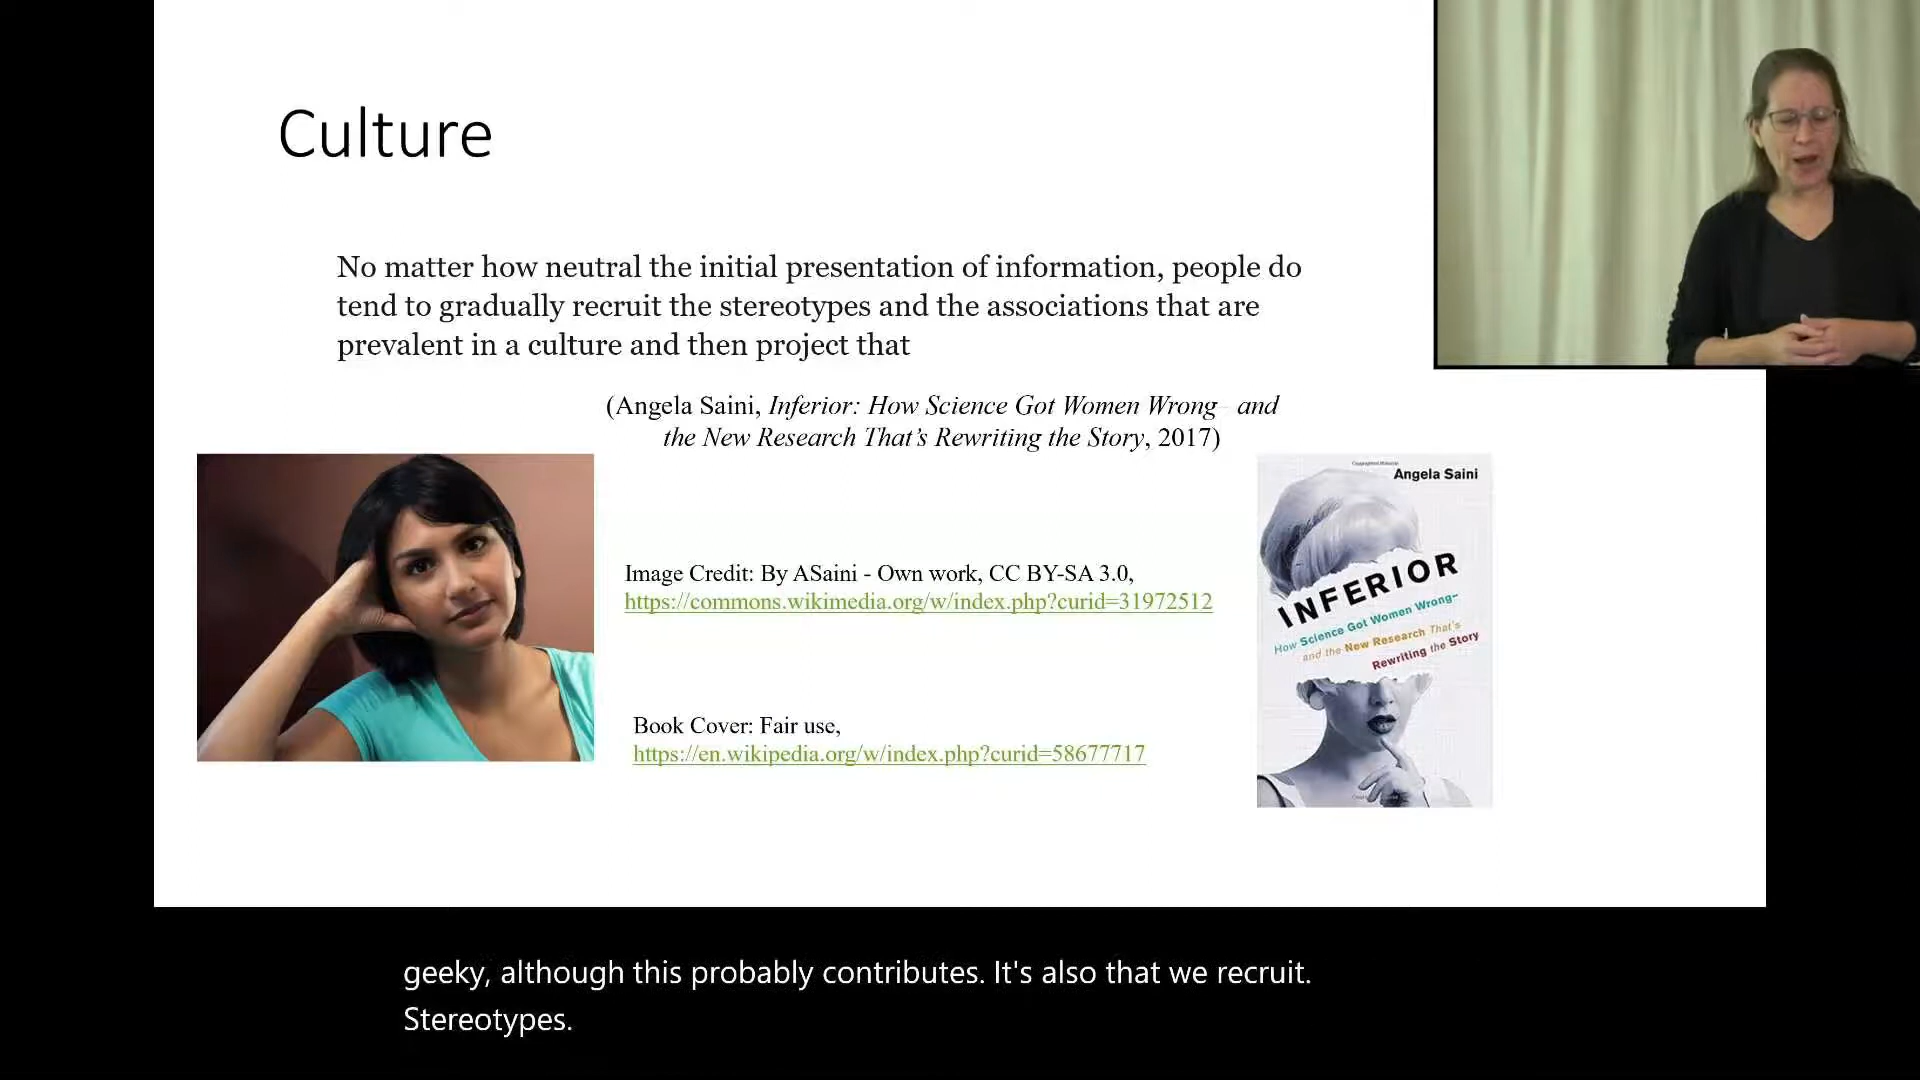 Culture
No matter how neutral the initial presentation of information, people do
tend to gradually recruit the stereotypes and the associations that are
prevalent in a culture and then project that
(Angela Saini, Inferior: How Science Got Women Wrong– and
the New Research That’s Rewriting the Story, 2017)
Image Credit: By ASaini - Own work, CC BY-SA 3.0,
https://commons.wikimedia.org/w/index.php?curid=31972512
Book Cover: Fair use,
https://en.wikipedia.org/w/index.php?curid=58677717
Angela Saini
INFERIOR
How Science Got Women Wrong–
and the New Research That's
Rewriting the Story
geeky, although this probably contributes. It's also that we recruit.
Stereotypes.